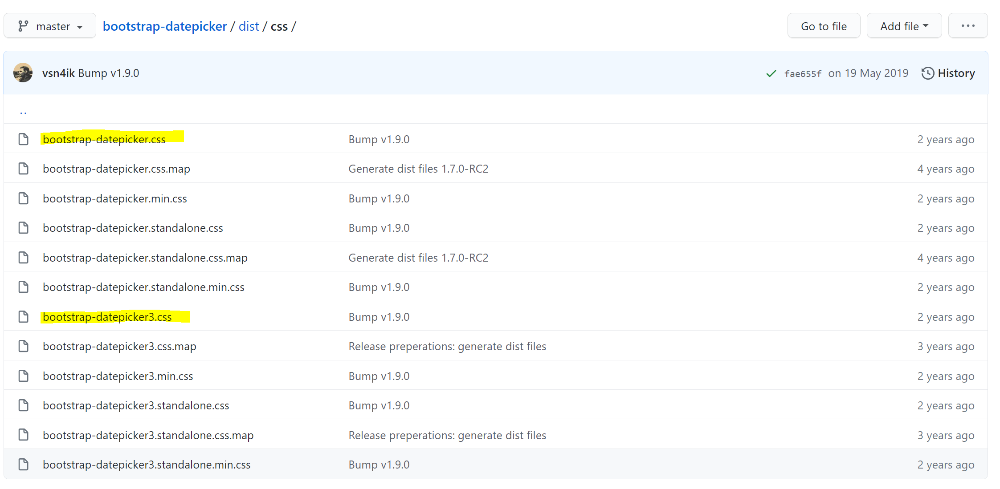 master bootstrap-datepicker / dist / css / Go to file Add file ...
vsn4ik Bump v1.9.0 fae655f on 19 May 2019 History
..
bootstrap-datepicker.css Bump v1.9.0 2 years ago
bootstrap-datepicker.css.map Generate dist files 1.7.0-RC2 4 years ago
bootstrap-datepicker.min.css Bump v1.9.0 2 years ago
bootstrap-datepicker.standalone.css Bump v1.9.0 2 years ago
bootstrap-datepicker.standalone.css.map Generate dist files 1.7.0-RC2 4 years ago
bootstrap-datepicker.standalone.min.css Bump v1.9.0 2 years ago
bootstrap-datepicker3.css Bump v1.9.0 2 years ago
bootstrap-datepicker3.css.map Release preperations: generate dist files 3 years ago
bootstrap-datepicker3.min.css Bump v1.9.0 2 years ago
bootstrap-datepicker3.standalone.css Bump v1.9.0 2 years ago
bootstrap-datepicker3.standalone.css.map Release preperations: generate dist files 3 years ago
bootstrap-datepicker3.standalone.min.css Bump v1.9.0 2 years ago